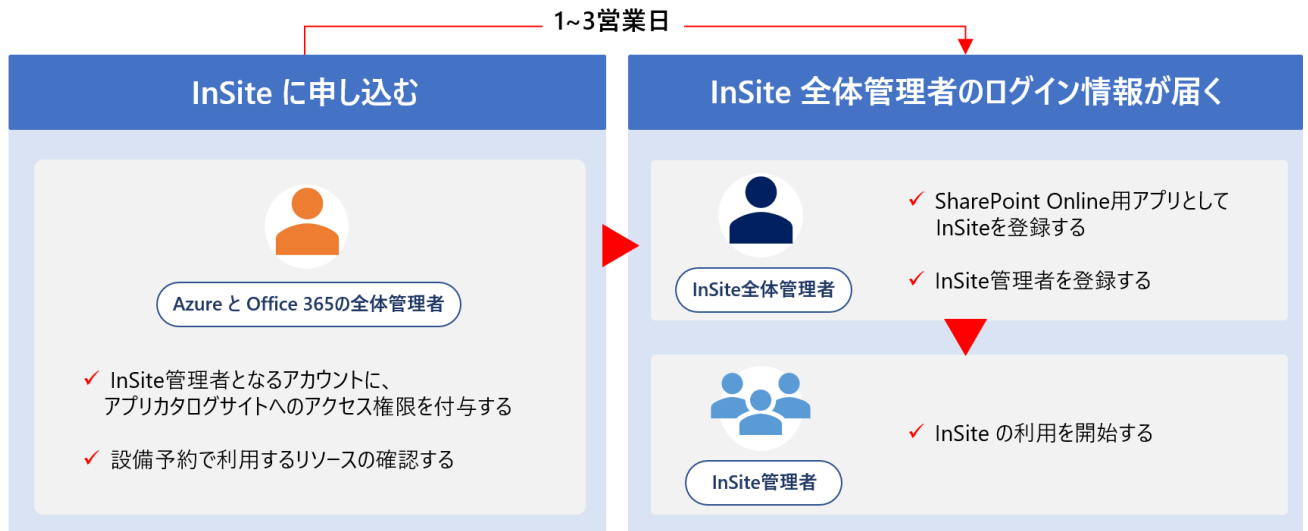 1~3営業日
InSite に申し込む
Azure と Office 365の全体管理者
InSite管理者となるアカウントに、
アプリカタログサイトへのアクセス権限を付与する
設備予約で利用するリソースの確認する
InSite 全体管理者のログイン情報が届く
InSite全体管理者
SharePoint Online用アプリとして
InSiteを登録する
InSite管理者を登録する
InSite管理者
InSite の利用を開始する